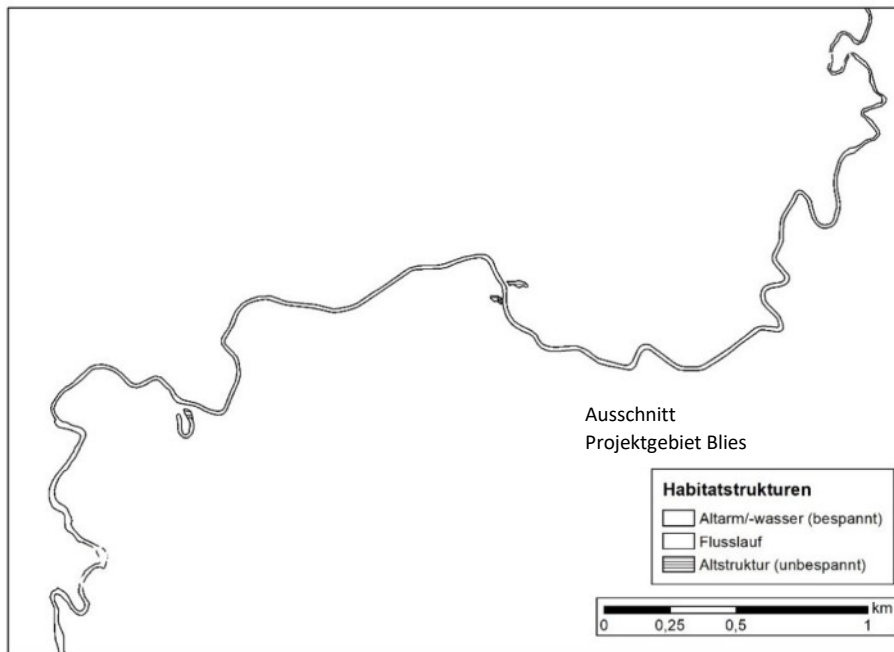 Ausschnitt
Projektgebiet Blies
Habitatstrukturen
Altarm/-wasser (bespannt)
Flusslauf
Altstruktur (unbespannt)
km
0 0,25 0,5 1